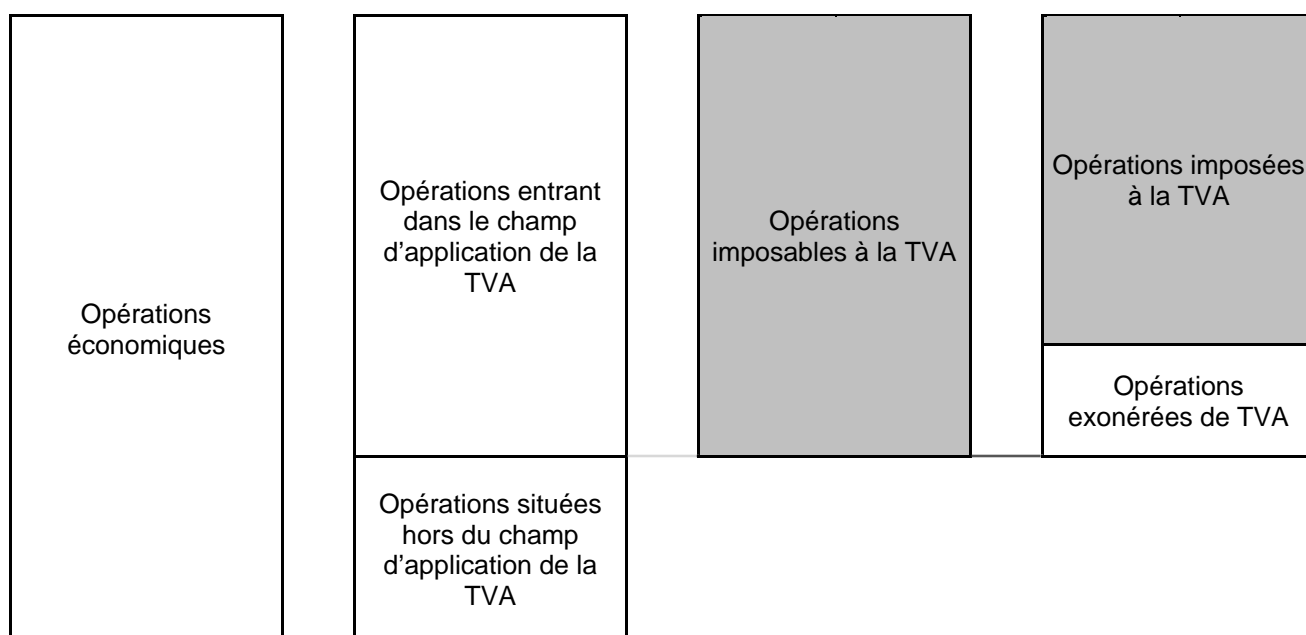 Opérations
économiques
Opérations entrant
dans le champ
d’application de la
TVA
Opérations situées
hors du champ
d’application de la
TVA
Opérations
imposables à la TVA
Opérations imposées
à la TVA
Opérations
exonérées de TVA